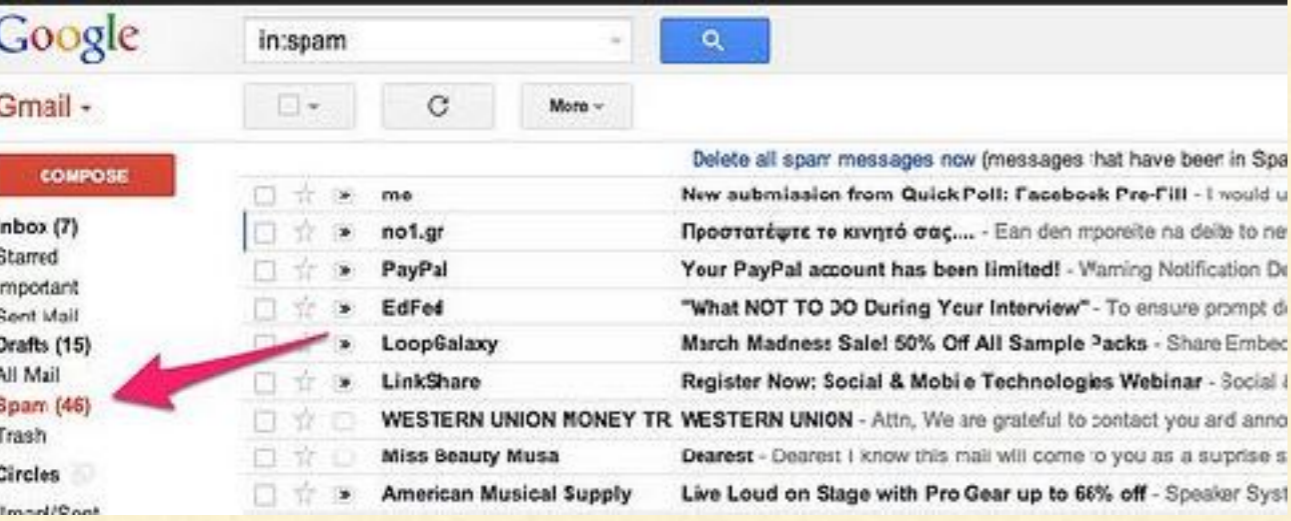 Google in:spam
Gmail More
COMPOSE
Delete all spam messages now (messages that have been in Spa
me New submission from QuickPoll: Facebook Pre-Fill - I would u
nbox (7) no1.gr Προστατέψτε το κινητό σας.... - Ean den mporeite na deite to ne
Starred PayPal Your PayPal account has been limited! - Warning Notification De
mportant
Sent Mail EdFed "What NOT TO DO During Your Interview" - To ensure prompt d
Drafts (15) LoopGalaxy March Madness Sale! 50% Off All Sample Packs - Share Embed
All Mail LinkShare Register Now: Social & Mobile Technologies Webinar - Social &
Spam (46) WESTERN UNION MONEY TR WESTERN UNION - Attn, We are grateful to contact you and anno
Trash
Circles Miss Beauty Musa Dearest - Dearest I know this mail will come to you as a suprise s
American Musical Supply Live Loud on Stage with Pro Gear up to 66% off - Speaker Syst